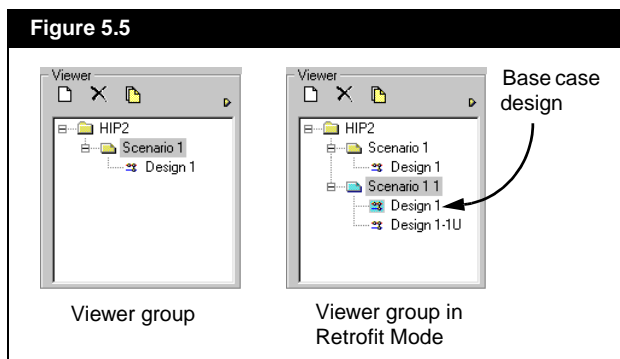 Figure 5.5
Viewer
HIP2
Scenario 1
Design 1
Viewer group
Viewer
HIP2
Scenario 1
Design 1
Scenario 1 1
Design 1
Design 1-1U
Viewer group in
Retrofit Mode
Base case
design